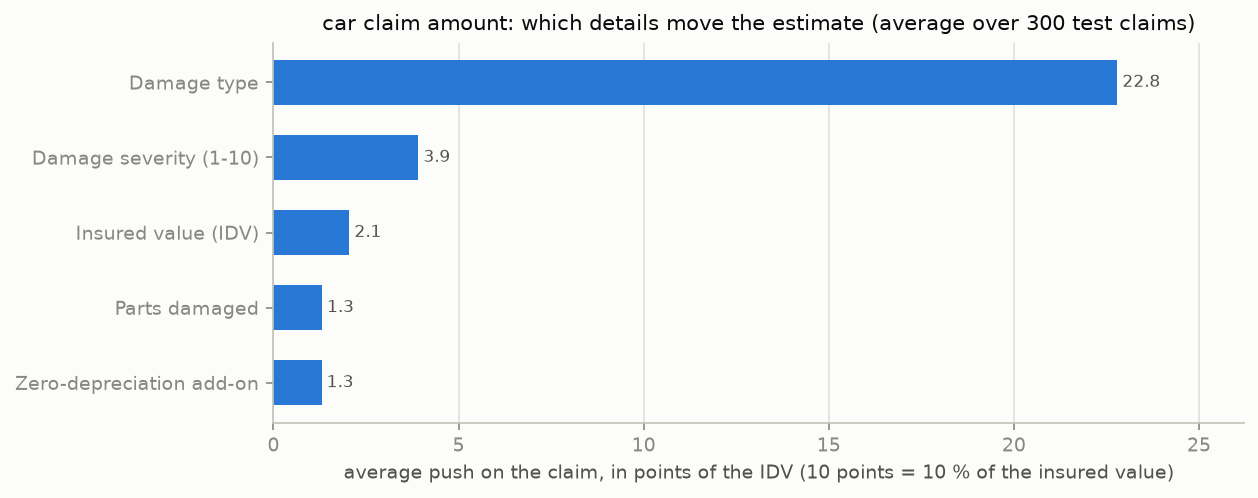 car claim amount: which details move the estimate (average over 300 test claims)
Damage type
22.8
Damage severity (1-10)
3.9
Insured value (IDV)
2.1
Parts damaged
1.3
Zero-depreciation add-on
1.3
0 5 10 15 20 25
average push on the claim, in points of the IDV (10 points = 10 % of the insured value)